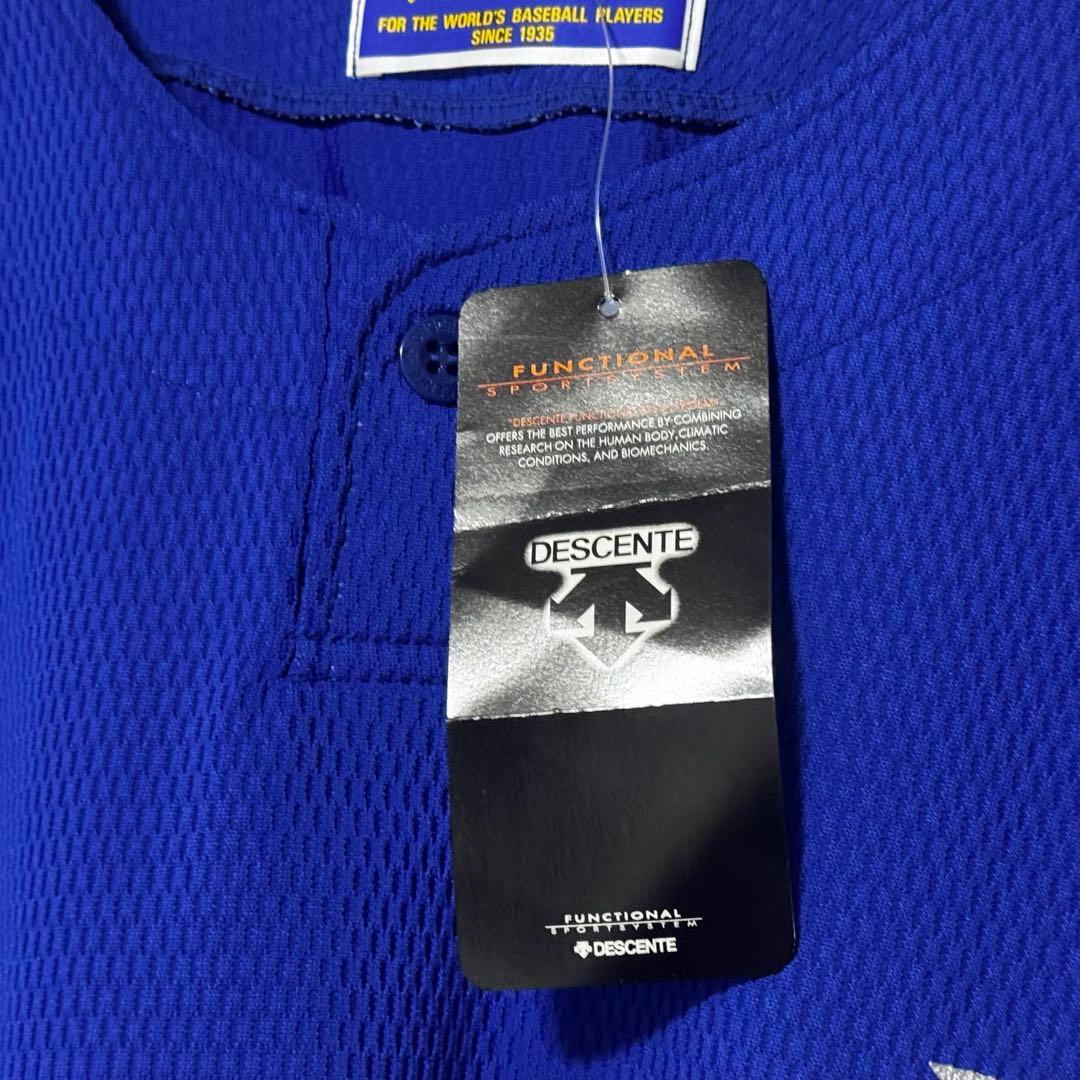 FOR THE WORLD'S BASEBALL PLAYERS
SINCE 1935
FUNCTIONAL
SPORTSYSTEM
"DESCENTE FUNCTIONAL
OFFERS THE BEST PERFORMANCE BY COMBINING
RESEARCH ON THE HUMAN BODY, CLIMATIC
CONDITIONS, AND BIOMECHANICS.
DESCENTE
FUNCTIONAL
SPORTSYSTEM
DESCENTE